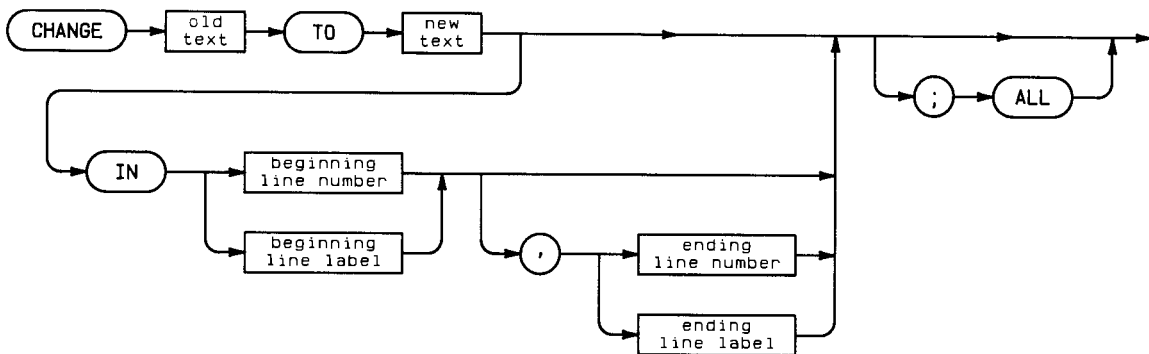 CHANGE
old
text
TO
new
text
; ALL
IN
beginning
line number
beginning
line label
,
ending
line number
ending
line label